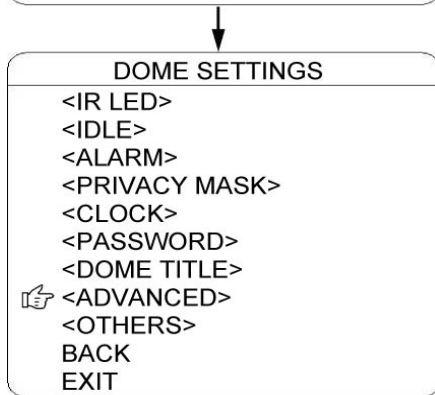 DOME SETTINGS
<IR LED>
<IDLE>
<ALARM>
<PRIVACY MASK>
<CLOCK>
<PASSWORD>
<DOME TITLE>
<ADVANCED>
<OTHERS>
BACK
EXIT